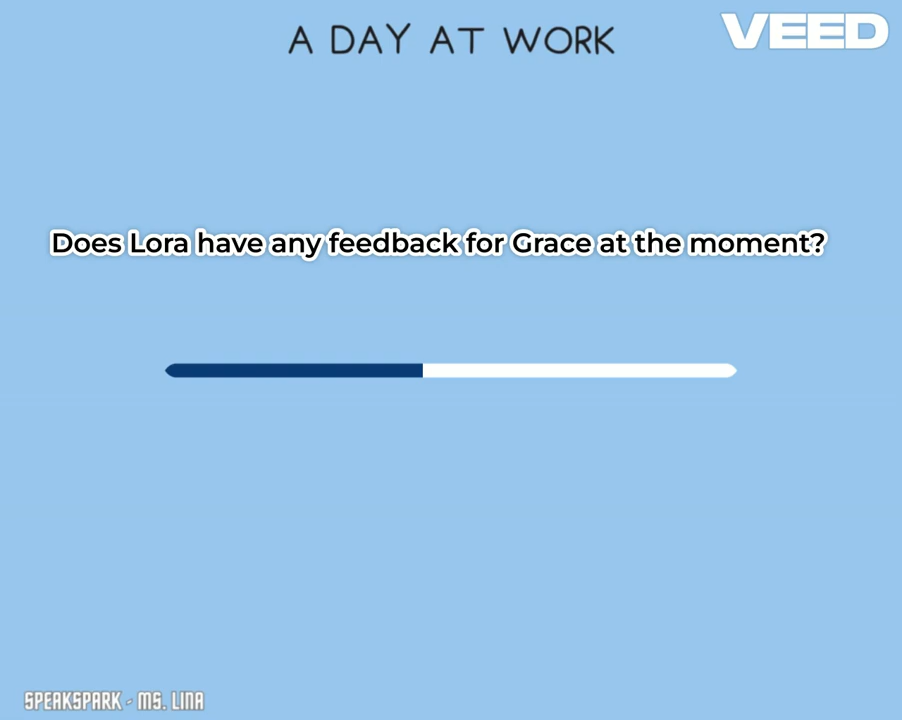 A DAY AT WORK
VEED
Does Lora have any feedback for Grace at the moment?
SPEAKSPARK - MS. LINA